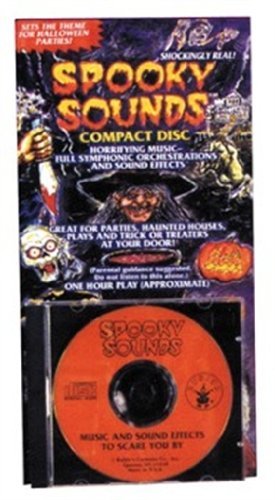 SETS THE THEME
FOR HALLOWEEN
PARTIES!
SHOCKINGLY REAL!
SPOOKY
SOUNDS
COMPACT DISC
HORRIFYING MUSIC–
FULL SYMPHONIC ORCHESTRATIONS
AND SOUND EFFECTS
GREAT FOR PARTIES, HAUNTED HOUSES,
PLAYS AND TRICK OR TREATERS
AT YOUR DOOR!
(Parental guidance suggested.
Do not listen to this alone.)
ONE HOUR PLAY (APPROXIMATE)
SPOOKY
SOUNDS
MUSIC AND SOUND EFFECTS
TO SCARE YOU BY
Made in U.S.A.